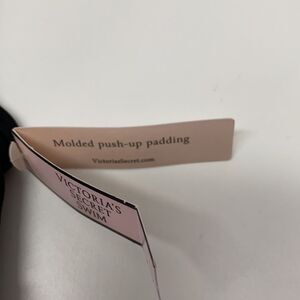 Molded push-up padding
VictoriasSecret.com
VICTORIA'S
SECRET
SWIM